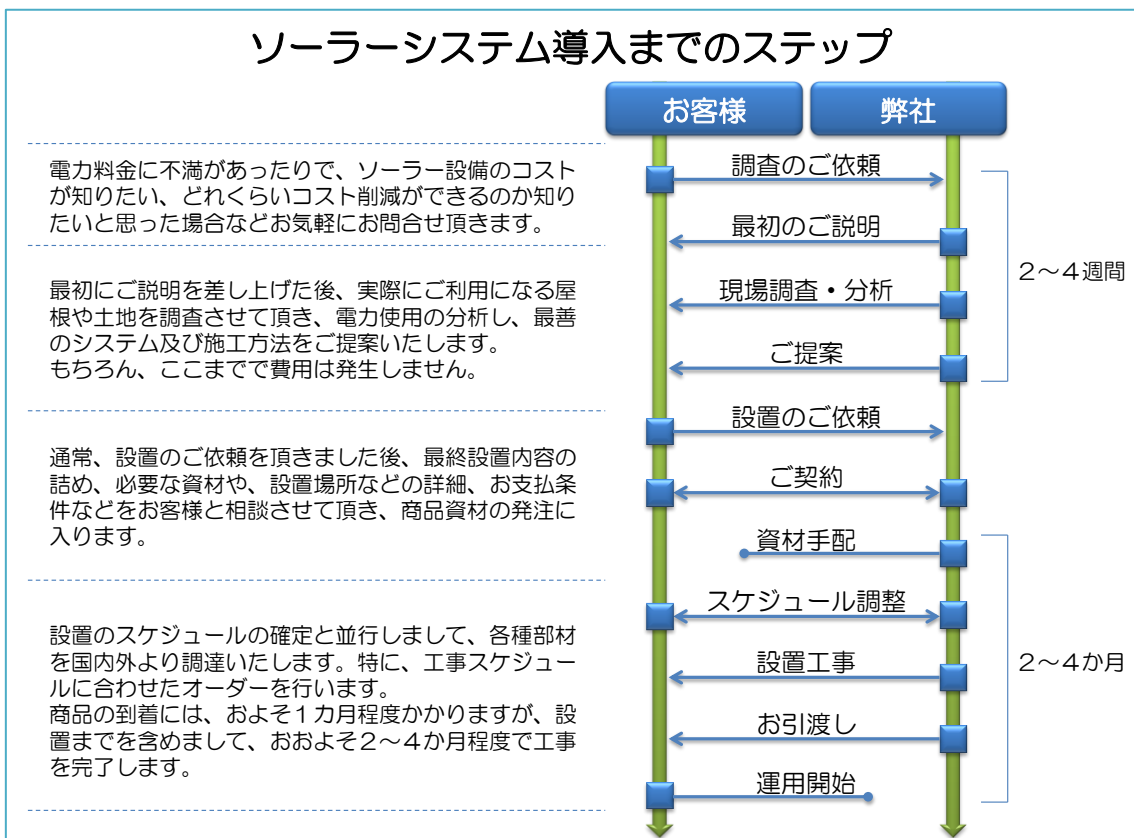 ソーラーシステム導入までのステップ
お客様
弊社
電力料金に不満があったりで、ソーラー設備のコスト
が知りたい、どれくらいコスト削減ができるのか知り
たいと思った場合などお気軽にお問合せ頂きます。
調査のご依頼
最初のご説明
2～4週間
最初にご説明を差し上げた後、実際にご利用になる屋
根や土地を調査させて頂き、電力使用の分析し、最善
のシステム及び施工方法をご提案いたします。
もちろん、ここまでで費用は発生しません。
現場調査・分析
ご提案
設置のご依頼
通常、設置のご依頼を頂きました後、最終設置内容の
詰め、必要な資材や、設置場所などの詳細、お支払条
件などをお客様と相談させて頂き、商品資材の発注に
入ります。
ご契約
資材手配
スケジュール調整
設置のスケジュールの確定と並行しまして、各種部材
を国内外より調達いたします。特に、工事スケジュー
ルに合わせたオーダーを行います。
商品の到着には、およそ１カ月程度かかりますが、設
置までを含めまして、おおよそ２～４か月程度で工事
を完了します。
設置工事
２～４か月
お引渡し
運用開始